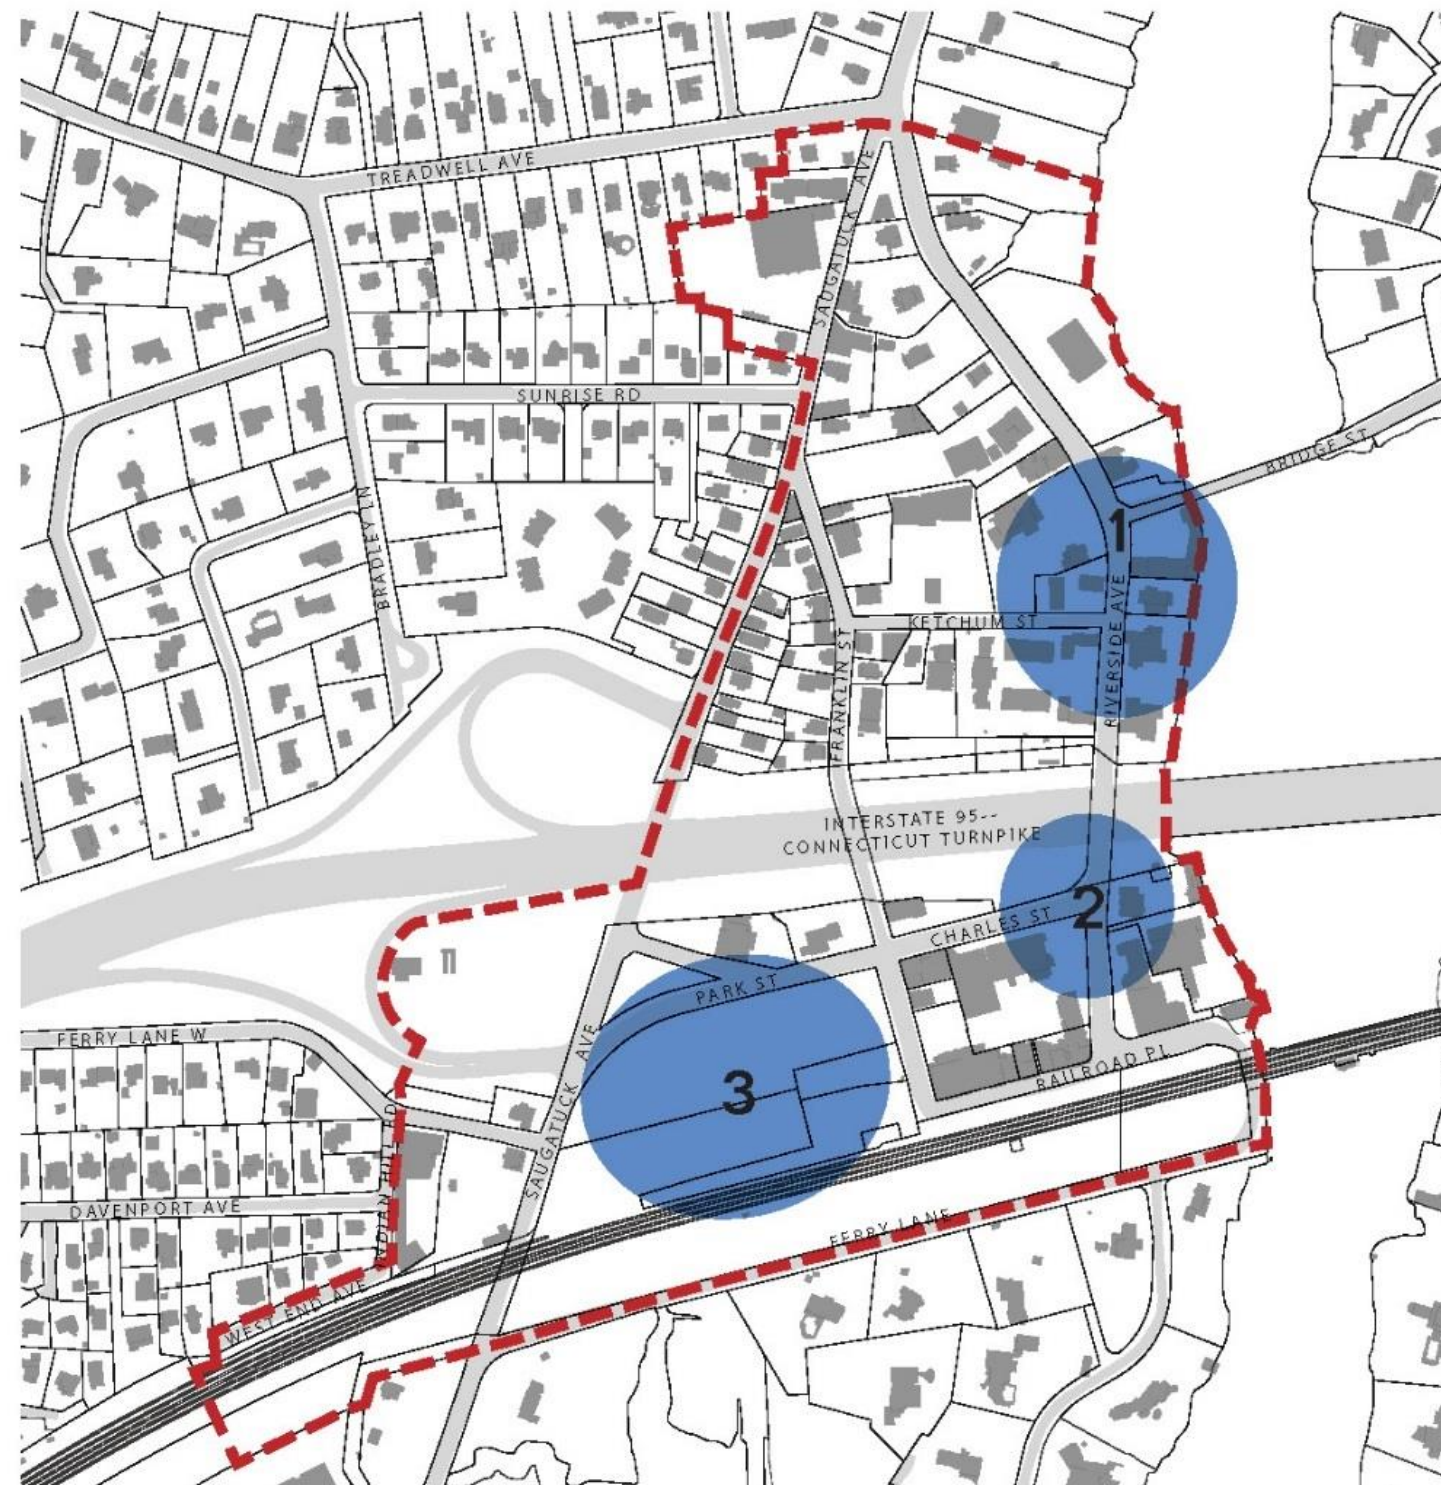 TREADWELL AVE
SAUGATUCK AVE
SUNRISE RD
BRIDGE ST
BRADLEY LN
1
KETCHUM ST
RIVERSIDE AVE
FRANKLIN ST
INTERSTATE 95--
CONNECTICUT TURNPIKE
2
CHARLES ST
PARK ST
FERRY LANE W
SAUGATUCK AVE
3
RAILROAD PL
INDIAN HILL RD
DAVENPORT AVE
FERRY LANE
WEST END AVE